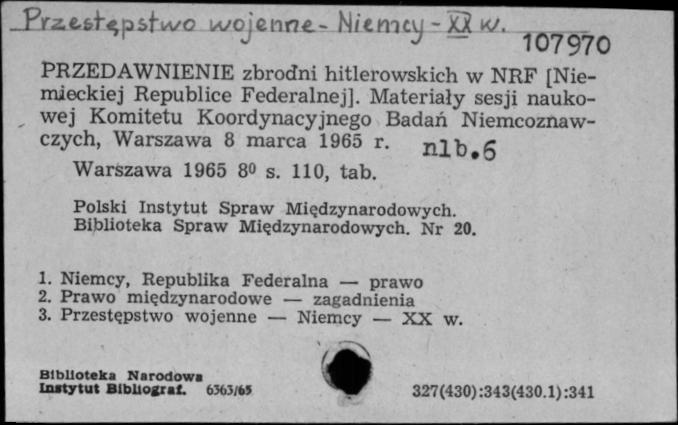 Przestępstwo wojenne - Niemcy - XX w.
107970
PRZEDAWNIENIE zbrodni hitlerowskich w NRF [Nie-
mieckiej Republice Federalnej]. Materiały sesji nauko-
wej Komitetu Koordynacyjnego Badań Niemcoznaw-
czych, Warszawa 8 marca 1965 r. nlb.6
Warszawa 1965 8⁰ s. 110, tab.
Polski Instytut Spraw Międzynarodowych.
Biblioteka Spraw Międzynarodowych. Nr 20.
1. Niemcy, Republika Federalna — prawo
2. Prawo międzynarodowe — zagadnienia
3. Przestępstwo wojenne — Niemcy — XX w.
Biblioteka Narodowa
Instytut Bibliograf. 6363/65 327(430):343(430.1):341